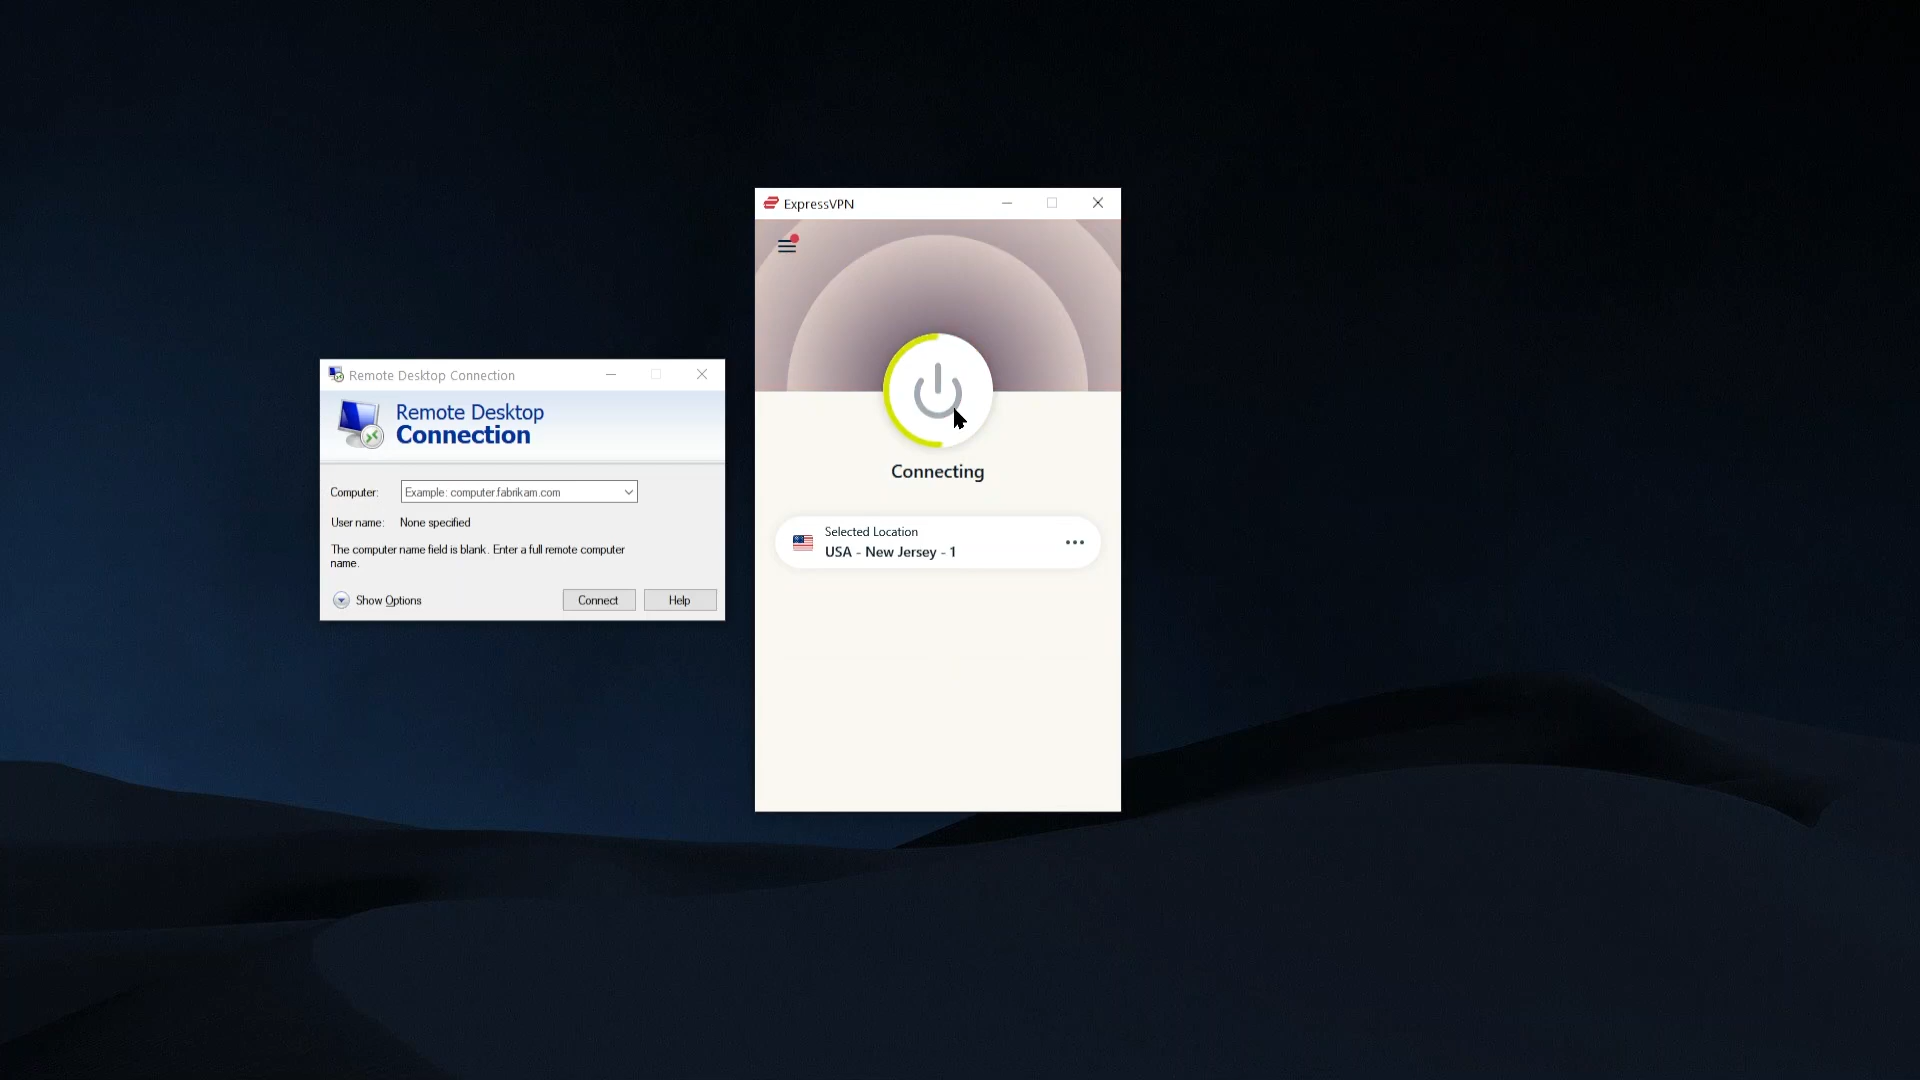 Remote Desktop Connection
Remote Desktop
Connection
Computer: Example: computer.fabrikam.com
User name: None specified
The computer name field is blank. Enter a full remote computer
name.
Show Options
Connect
Help
ExpressVPN
Connecting
Selected Location
USA - New Jersey - 1